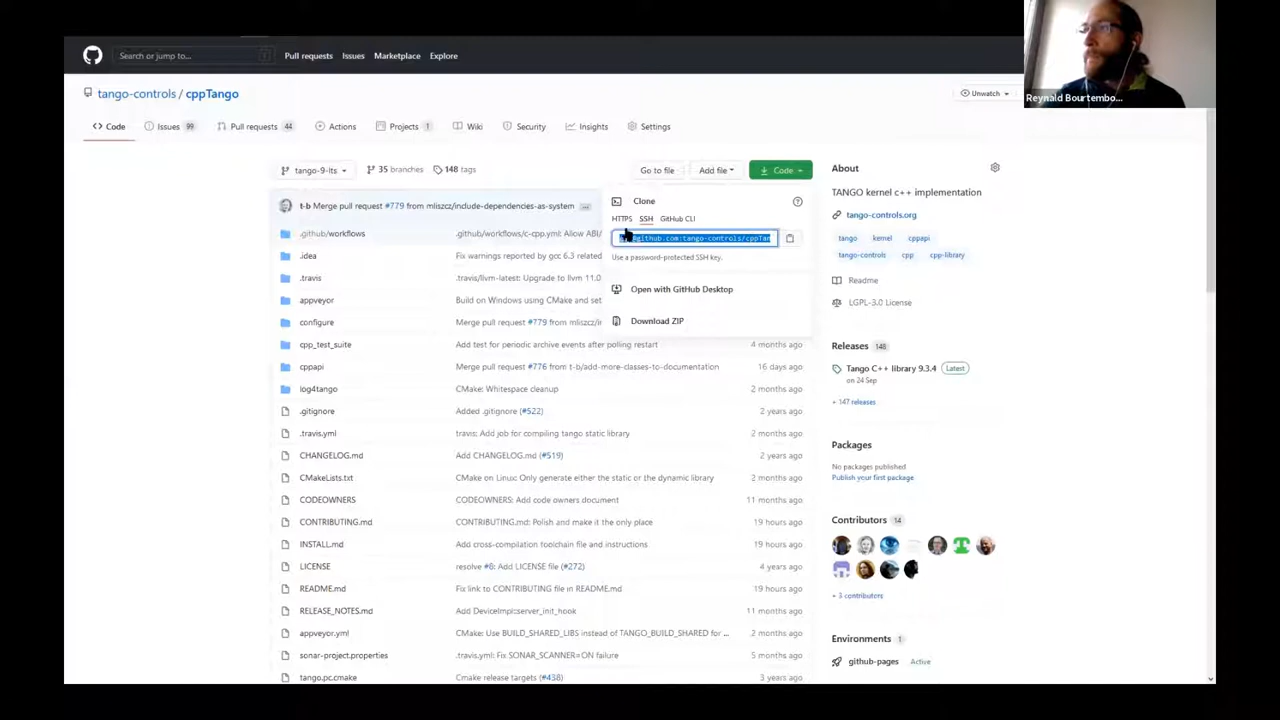 Search or jump to...
/
Pull requests Issues Marketplace Explore
Reynald Bourtembo...
tango-controls / cppTango
Unwatch
Code Issues 99 Pull requests 44 Actions Projects 1 Wiki Security Insights Settings
tango-9-lts 35 branches 148 tags Go to file Add file Code
t-b Merge pull request #779 from mliszcz/include-dependencies-as-system ...
.github/workflows .github/workflows/c-cpp.yml: Allow ABI/
.idea Fix warnings reported by gcc 6.3 related
.travis .travis/llvm-latest: Upgrade to llvm 11.0
appveyor Build on Windows using CMake and set
configure Merge pull request #779 from mliszcz/in
cpp_test_suite Add test for periodic archive events after polling restart 4 months ago
cppapi Merge pull request #776 from t-b/add-more-classes-to-documentation 16 days ago
log4tango CMake: Whitespace cleanup 2 months ago
.gitignore Added .gitignore (#522) 2 years ago
.travis.yml travis: Add job for compiling tango static library 2 months ago
CHANGELOG.md Add CHANGELOG.md (#519) 2 years ago
CMakeLists.txt CMake on Linux: Only generate either the static or the dynamic library 2 months ago
CODEOWNERS CODEOWNERS: Add code owners document 11 months ago
CONTRIBUTING.md CONTRIBUTING.md: Polish and make it the only place 19 hours ago
INSTALL.md Add cross-compilation toolchain file and instructions 19 hours ago
LICENSE resolve #8: Add LICENSE file (#272) 4 years ago
README.md Fix link to CONTRIBUTING file in README.md 19 hours ago
RELEASE_NOTES.md Add DeviceImpl::server_init_hook 11 months ago
appveyor.yml CMake: Use BUILD_SHARED_LIBS instead of TANGO_BUILD_SHARED for ... 2 months ago
sonar-project.properties .travis.yml: Fix SONAR_SCANNER=ON failure 5 months ago
tango.pc.cmake Cmake release targets (#438) 3 years ago
Clone
HTTPS SSH GitHub CLI
@github.com:tango-controls/cppTan
Use a password-protected SSH key.
Open with GitHub Desktop
Download ZIP
About
TANGO kernel c++ implementation
tango-controls.org
tango kernel cppapi
tango-controls cpp cpp-library
Readme
LGPL-3.0 License
Releases 148
Tango C++ library 9.3.4 Latest
on 24 Sep
+ 147 releases
Packages
No packages published
Publish your first package
Contributors 14
+ 3 contributors
Environments 1
github-pages Active